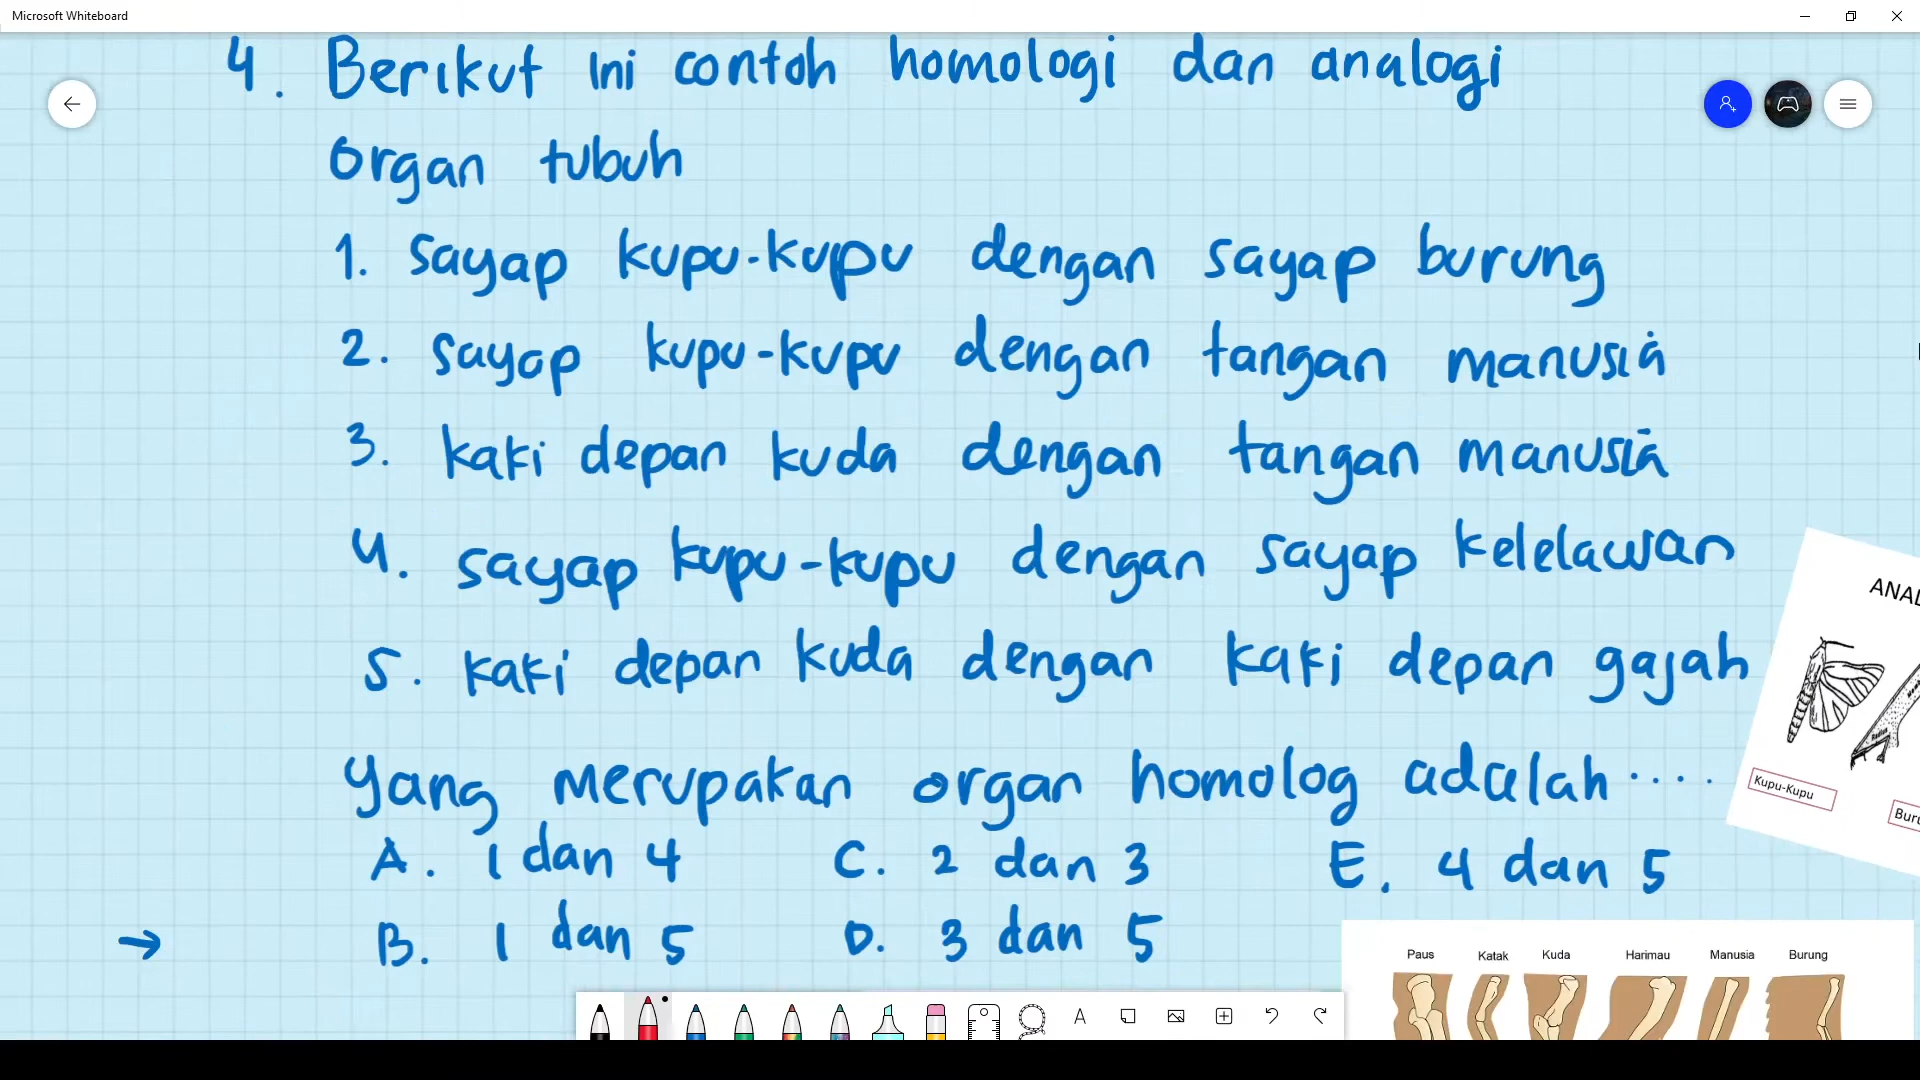 Microsoft Whiteboard
4. Berikut ini contoh homologi dan analogi
organ tubuh
1. sayap kupu-kupu dengan sayap burung
2. sayap kupu-kupu dengan tangan manusia
3. kaki depan kuda dengan tangan manusia
4. sayap kupu-kupu dengan sayap kelelawar
5. kaki depan kuda dengan kaki depan gajah
yang merupakan organ homolog adalah ....
A. 1 dan 4 C. 2 dan 3 E. 4 dan 5
→ B. 1 dan 5 D. 3 dan 5
ANAL
Kupu-Kupu
Buru
Paus Katak Kuda Harimau Manusia Burung